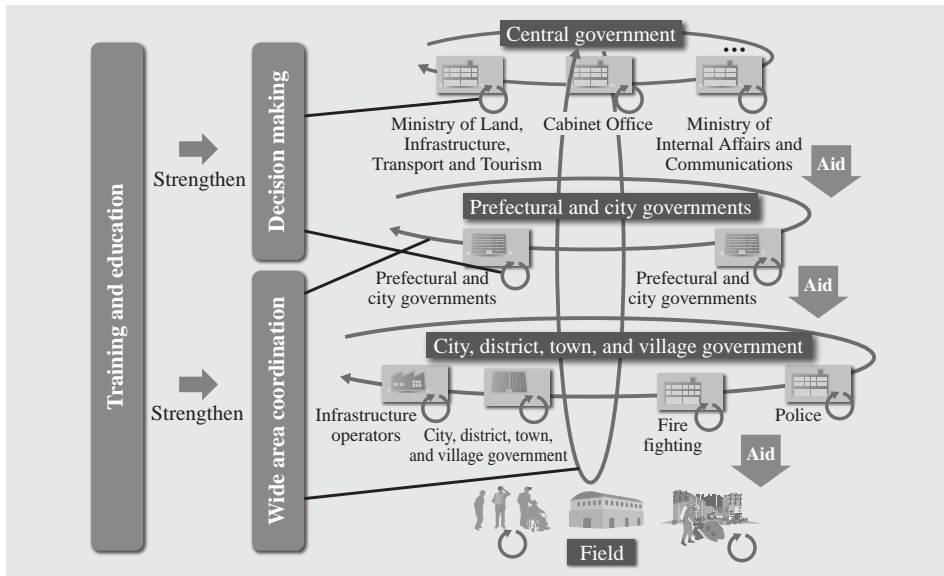 Training and education
Strengthen
Strengthen
Decision making
Wide area coordination
Central government
...
Ministry of Land,
Infrastructure,
Transport and Tourism
Cabinet Office
Ministry of
Internal Affairs and
Communications
Aid
Prefectural and city governments
Prefectural and
city governments
Prefectural and
city governments
Aid
City, district, town, and village government
Infrastructure
operators
City, district, town,
and village government
Fire
fighting
Police
Aid
Field